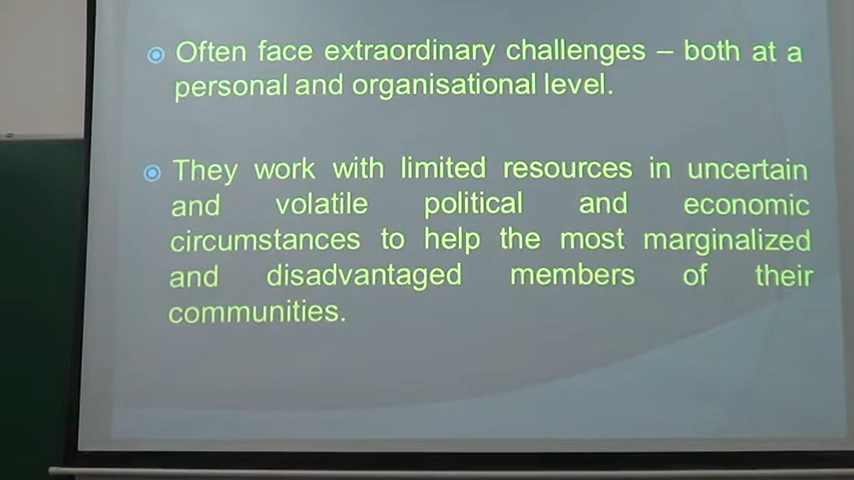 Often face extraordinary challenges – both at a
personal and organisational level.
They work with limited resources in uncertain
and volatile political and economic
circumstances to help the most marginalized
and disadvantaged members of their
communities.